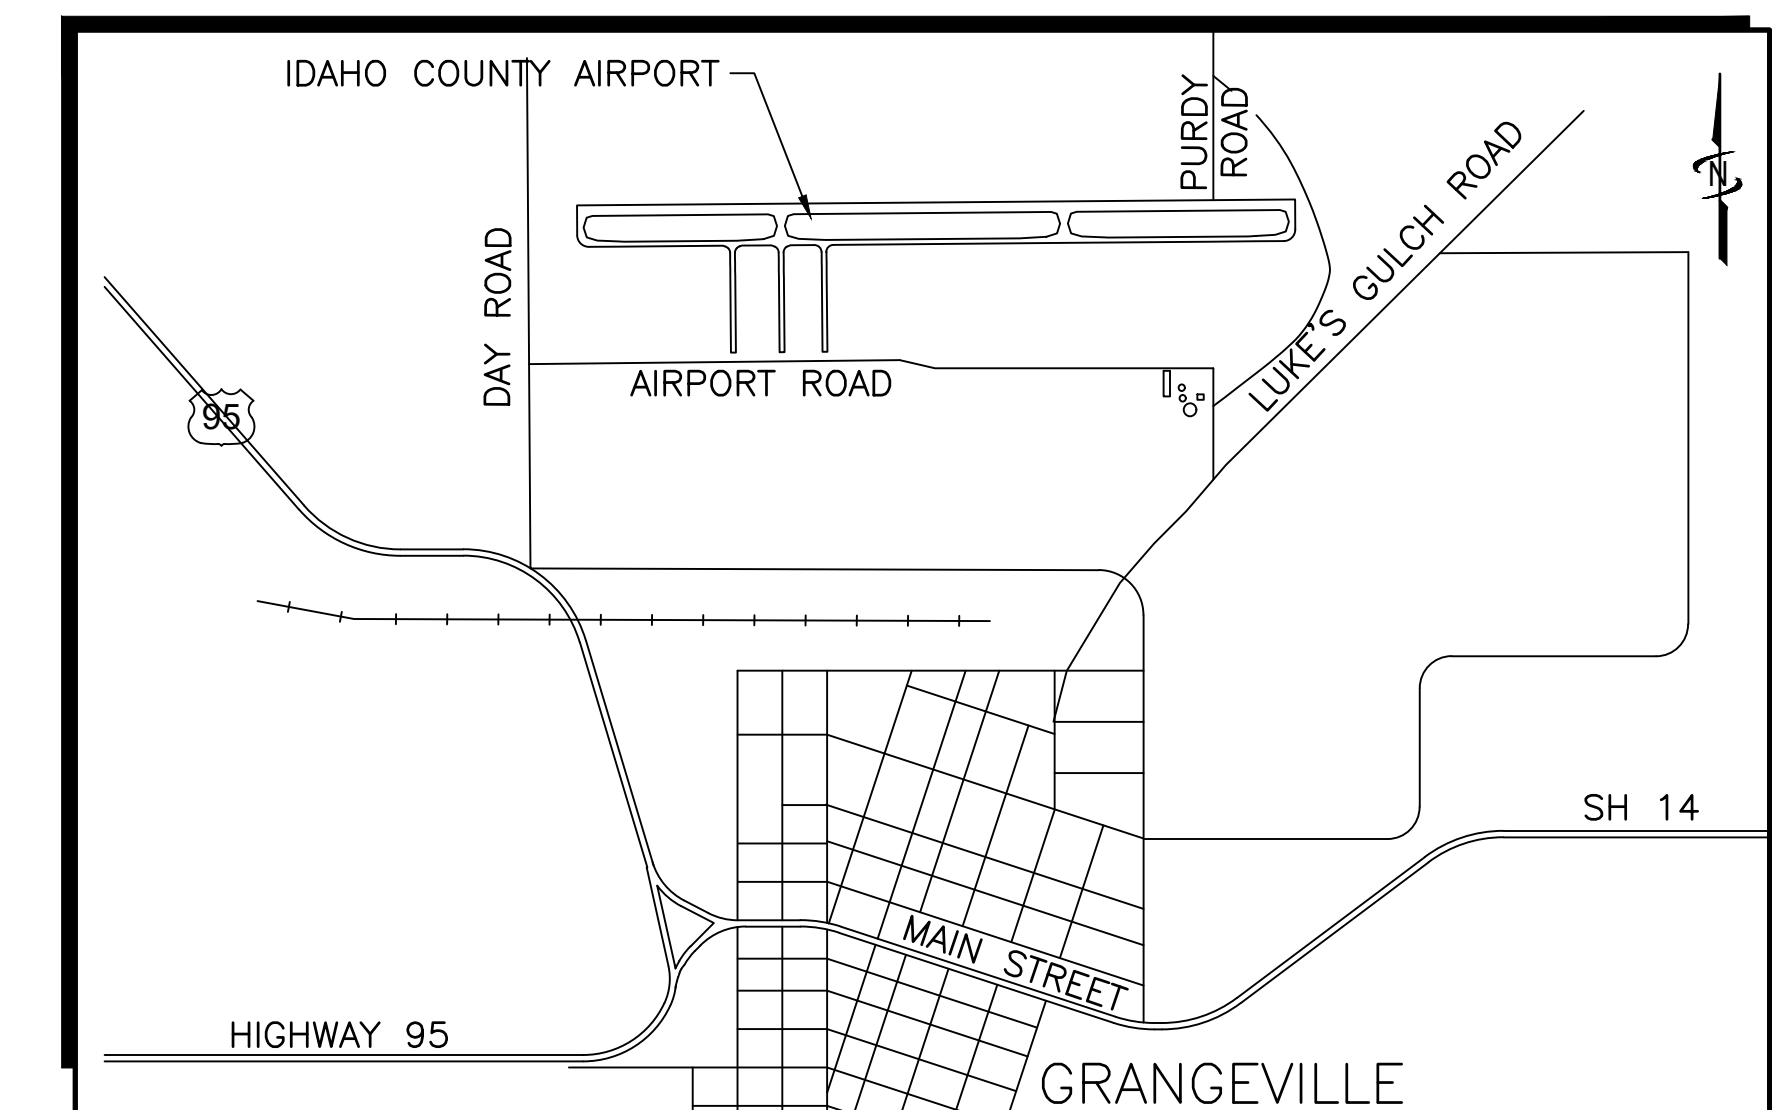 IDAHO COUNTY AIRPORT
PURDY
ROAD
N
LUKE'S GULCH ROAD
DAY ROAD
AIRPORT ROAD
95
SH 14
MAIN STREET
HIGHWAY 95
GRANGEVILLE